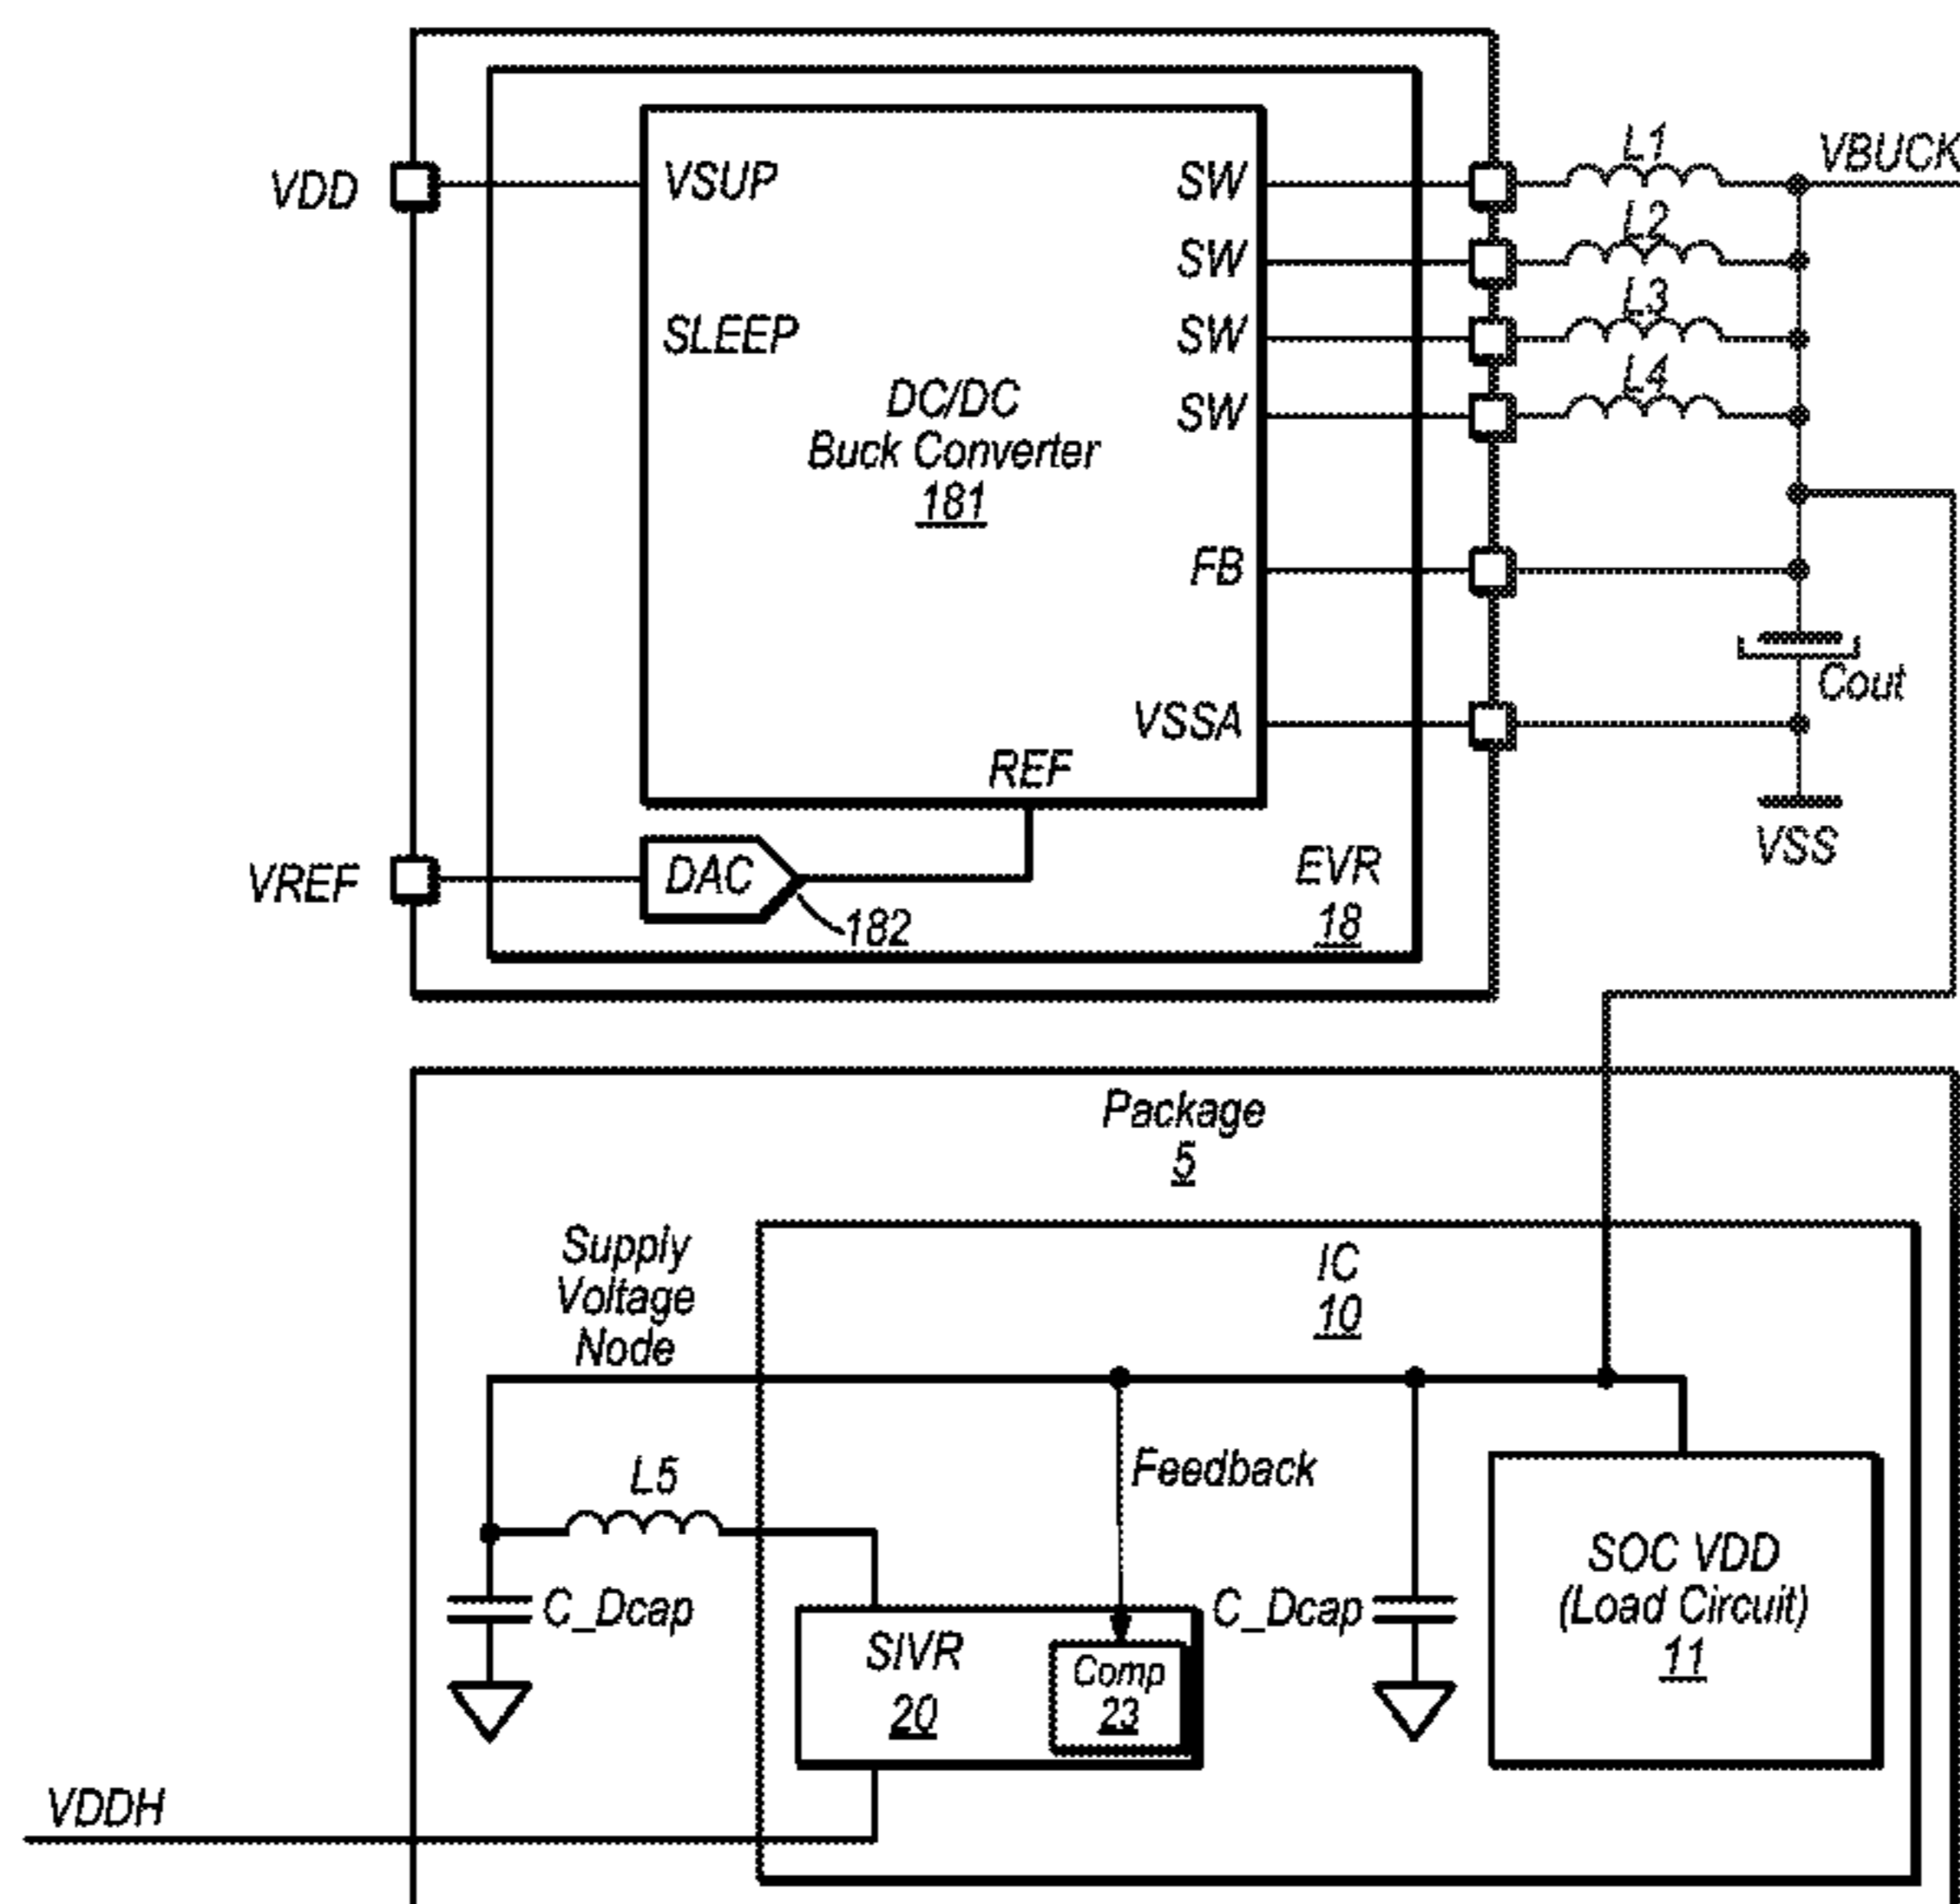 L1
VBUCK
VDD
VSUP
SW
L2
SW
L3
SLEEP
SW
L4
DC/DC
SW
Buck Converter
181
FB
Cout
VSSA
REF
VSS
VREF
DAC
EVR
182
18
Package
5
Supply
Voltage
Node
IC
10
L5
Feedback
SOC VDD
(Load Circuit)
11
C_Dcap
C_Dcap
SIVR
20
Comp
23
VDDH